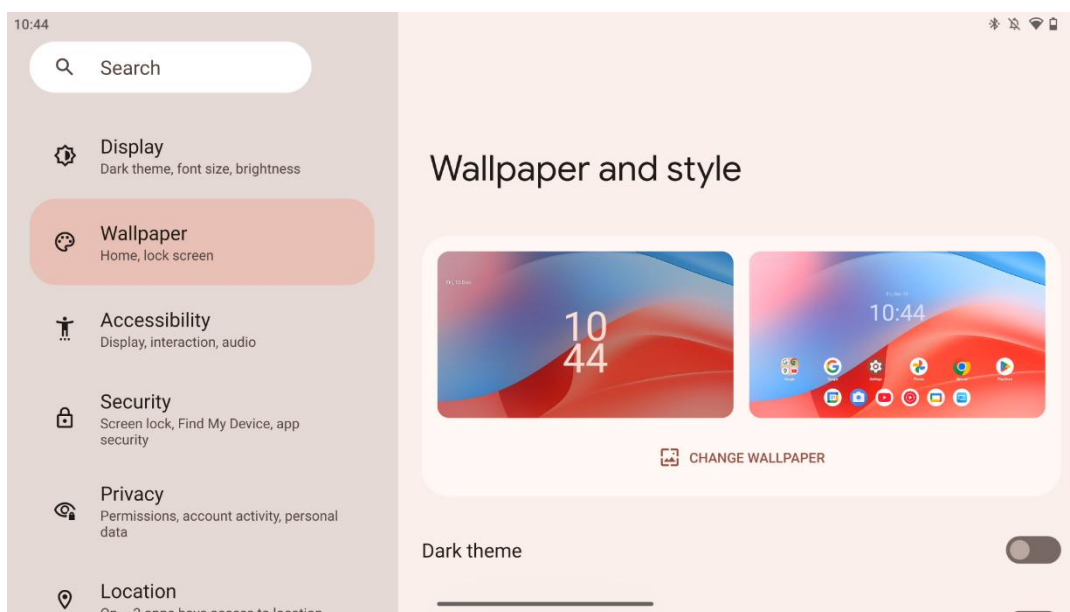 10:44
Search
Display
Dark theme, font size, brightness
Wallpaper
Home, lock screen
Accessibility
Display, interaction, audio
Security
Screen lock, Find My Device, app
security
Privacy
Permissions, account activity, personal
data
Location
Wallpaper and style
10
44
10:44
CHANGE WALLPAPER
Dark theme